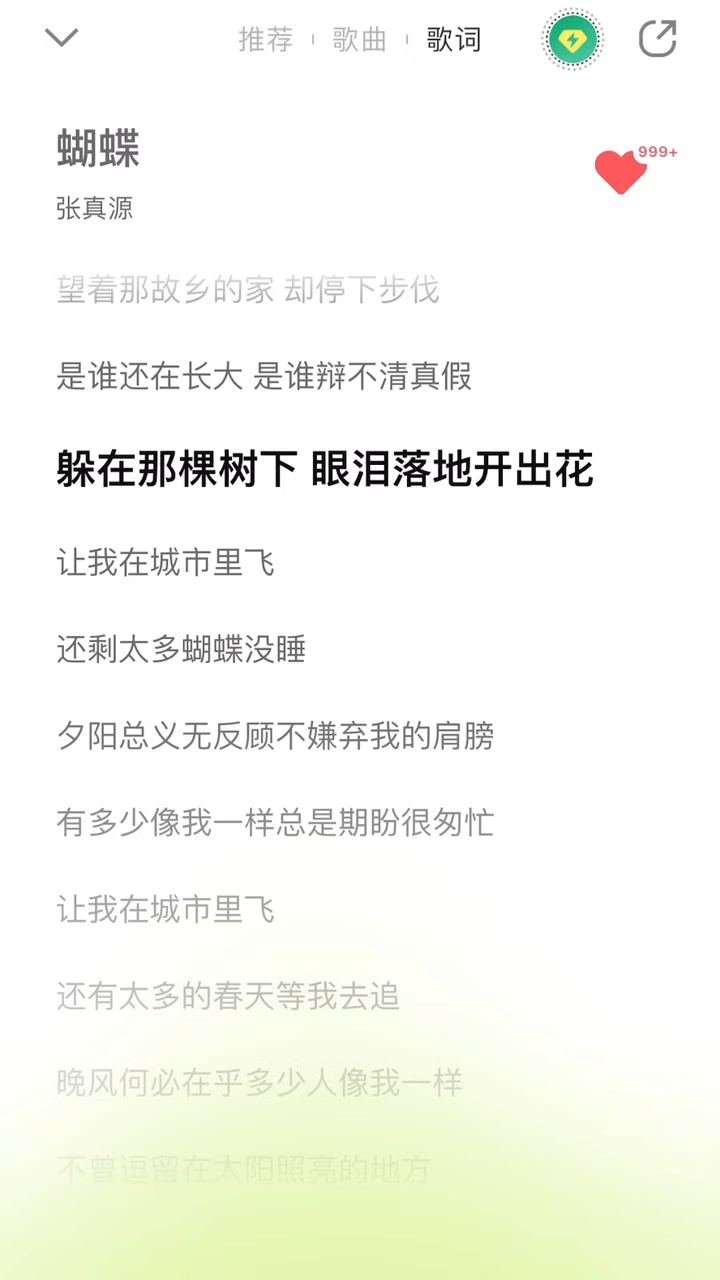 推荐 歌曲 歌词
蝴蝶
999+
张真源
望着那故乡的家 却停下步伐
是谁还在长大 是谁辩不清真假
躲在那棵树下 眼泪落地开出花
让我在城市里飞
还剩太多蝴蝶没睡
夕阳总义无反顾不嫌弃我的肩膀
有多少像我一样总是期盼很匆忙
让我在城市里飞
还有太多的春天等我去追
晚风何必在乎多少人像我一样
不曾逗留在太阳照亮的地方